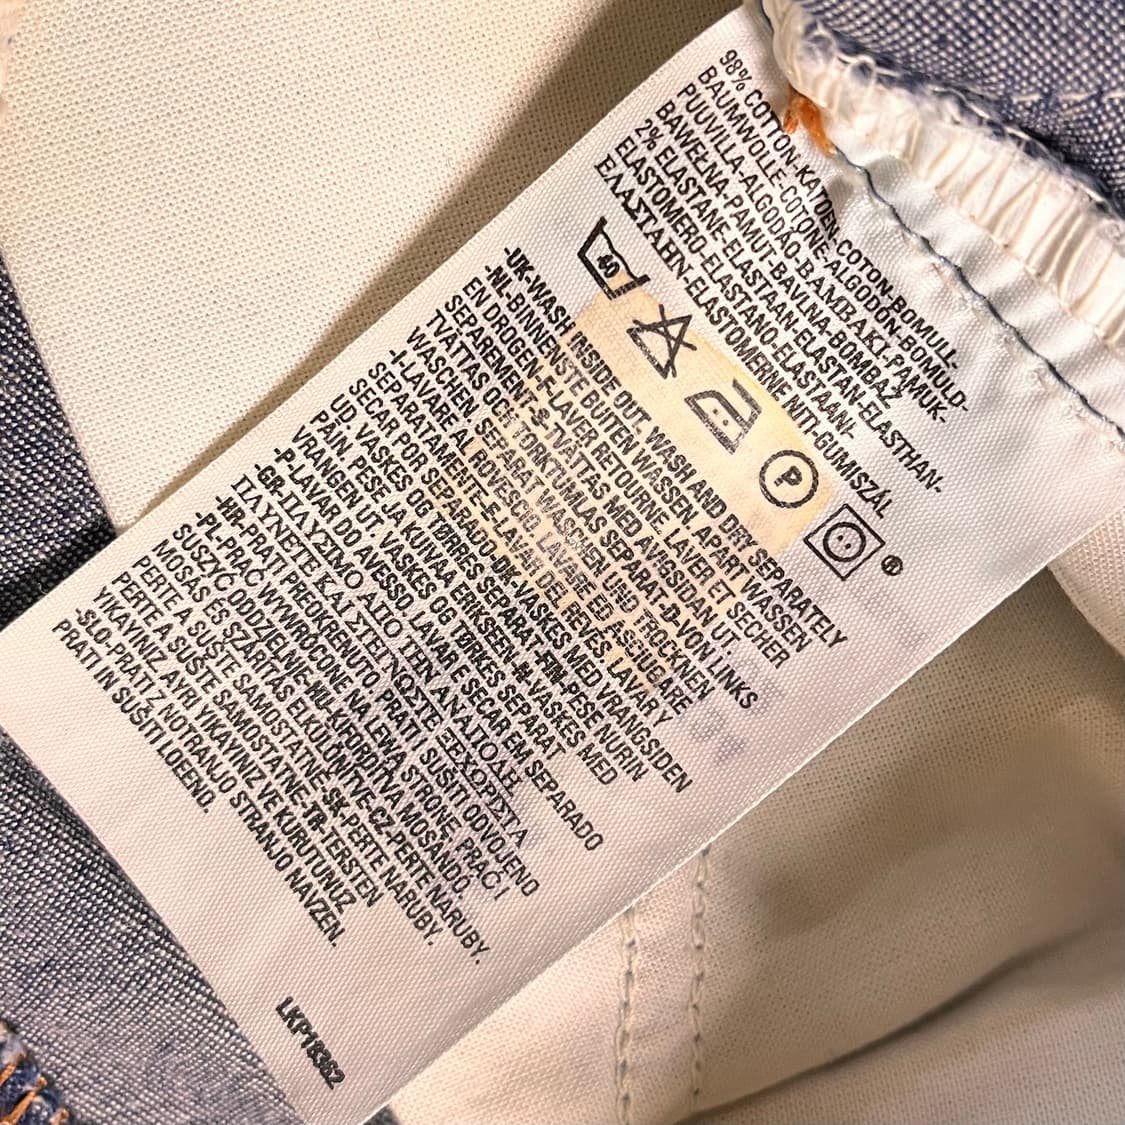 98% COTTON-KATOEN-COTON-BOMULL-
BAUMWOLLE-COTONE-ALGODÓN-BOMULD-
PUUVILLA-ALGODÃO-ΒΑΜΒΑΚΙ-PAMUK-
BAWEŁNA-PAMUT-BAVLNA-BOMBAŽ
2% ELASTANE-ELASTAAN-ELASTAN-ELASTHAN-
ELASTOMERO-ELASTANO-ELASTAAN-
ΕΛΑΣΤΑΗΝ-ELASTOMERNE NITI-GUMISZÁL
40
P
®
-UK-WASH INSIDE OUT, WASH AND DRY SEPARATELY
-NL-BINNENSTE BUITEN WASSEN, APART WASSEN
EN DROGEN-F-LAVER RETOURNE, LAVER ET SECHER
SEPAREMENT-S-TVÄTTAS MED AVIGSIDAN UT
TVÄTTAS OCH TORKTUMLAS SEPARAT-D-VON LINKS
WASCHEN, SEPARAT WASCHEN UND TROCKNEN
-I-LAVARE AL ROVESCIO, LAVARE ED ASCIUGARE
SEPARATAMENTE-E-LAVAR DEL REVÉS, LAVAR Y
SECAR POR SEPARADO-DK-VASKES MED VRANGSIDEN
UD, VASKES OG TØRRES SEPARAT-FIN-PESE NURIN
PÄIN, PESE JA KUIVAA ERIKSEEN-N-VASKES MED
VRANGEN UT, VASKES OG TØRKES SEPARAT
-P-LAVAR DO AVESSO, LAVAR E SECAR EM SEPARADO
-GR-ΠΛΥΣΙΜΟ ΑΠΟ ΤΗΝ ΑΝΑΠΟΔΗ,
ΠΛΥΝΕΤΕ ΚΑΙ ΣΤΕΓΝΩΣΤΕ ΞΕΧΩΡΙΣΤΑ
-HR-PRATI PREOKRENUTO, PRATI I SUŠITI ODVOJENO
-PL-PRAĆ WYWRÓCONE NA LEWĄ STRONĘ, PRAĆ I
SUSZYĆ ODDZIELNIE-HU-KIFORDÍTVA MOSANDÓ,
MOSÁS ÉS SZÁRÍTÁS ELKÜLÖNÍTVE-CZ-PERTE NARUBY.
PERTE A SUŠTE SAMOSTATNĚ-SK-PERTE NARUBY.
PERTE A SUŠTE SAMOSTATNE-TR-TERSTEN
YIKAYINIZ, AYRI YIKAYINIZ VE KURUTUNUZ
-SLO-PRATI Z NOTRANJO STRANJO NAVZEN.
PRATI IN SUŠITI LOČENO.
LKP18362